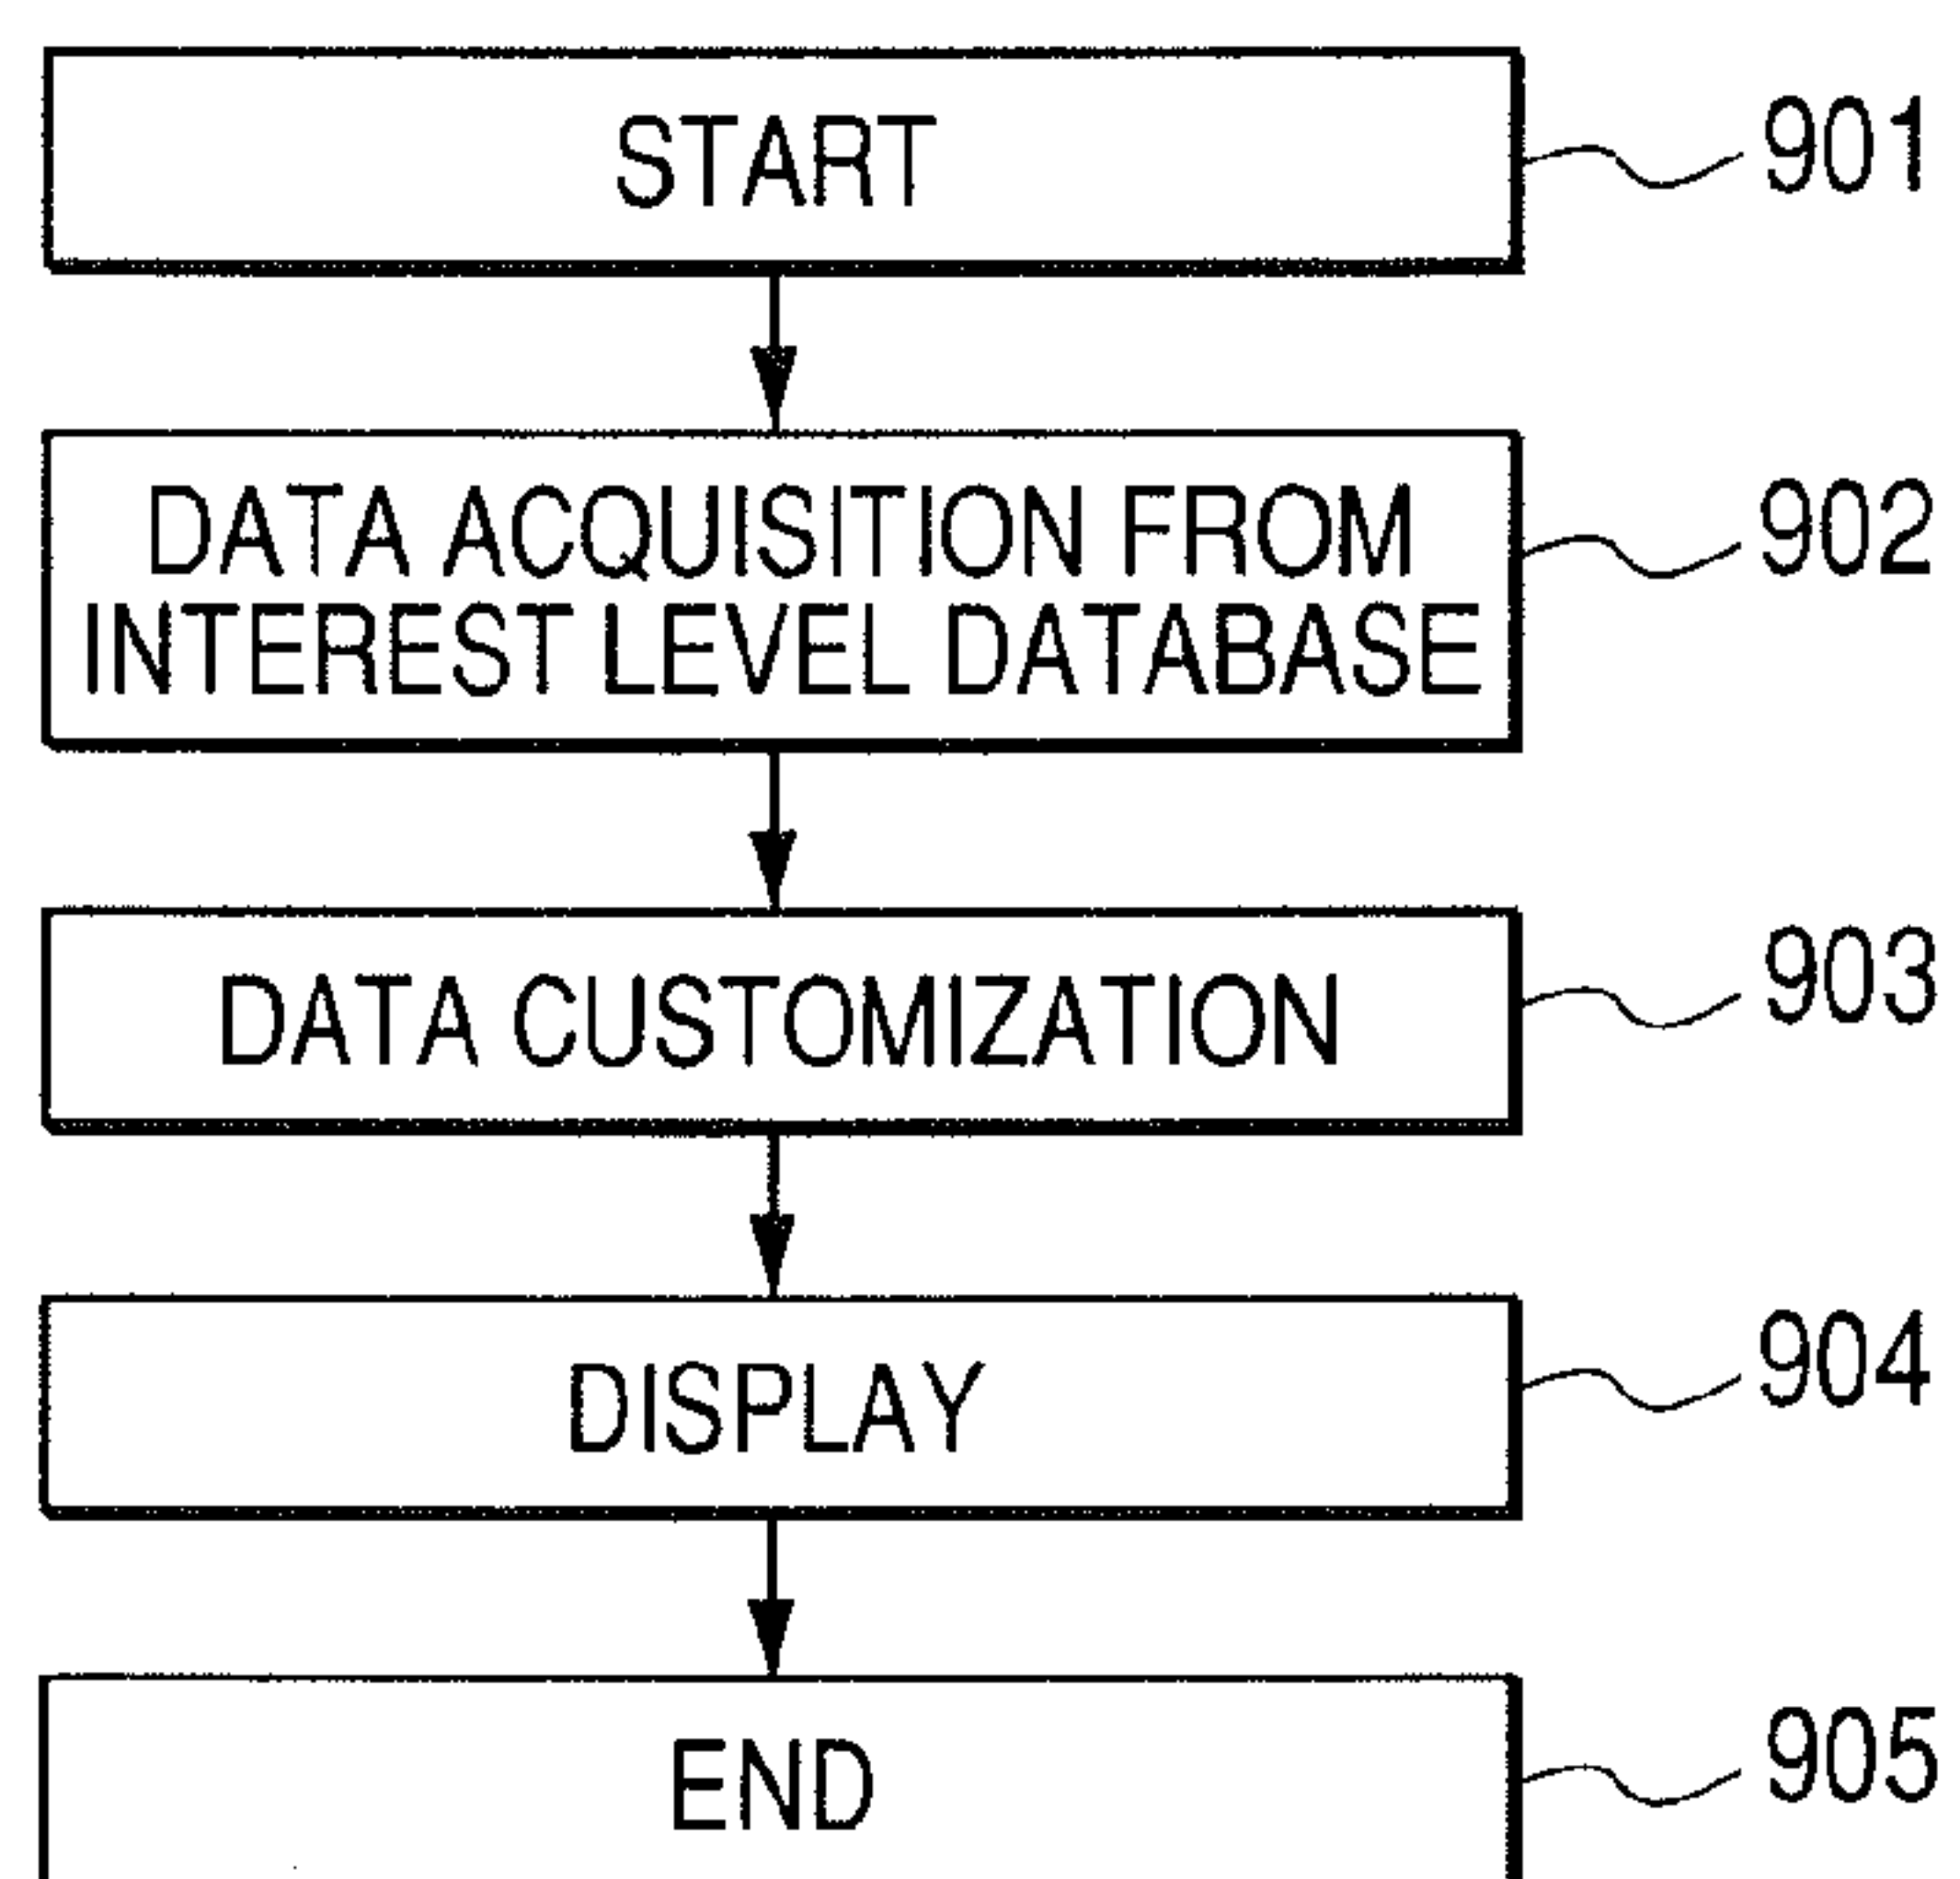 START
901
DATA ACQUISITION FROM
INTEREST LEVEL DATABASE
902
DATA CUSTOMIZATION
903
DISPLAY
904
END
905